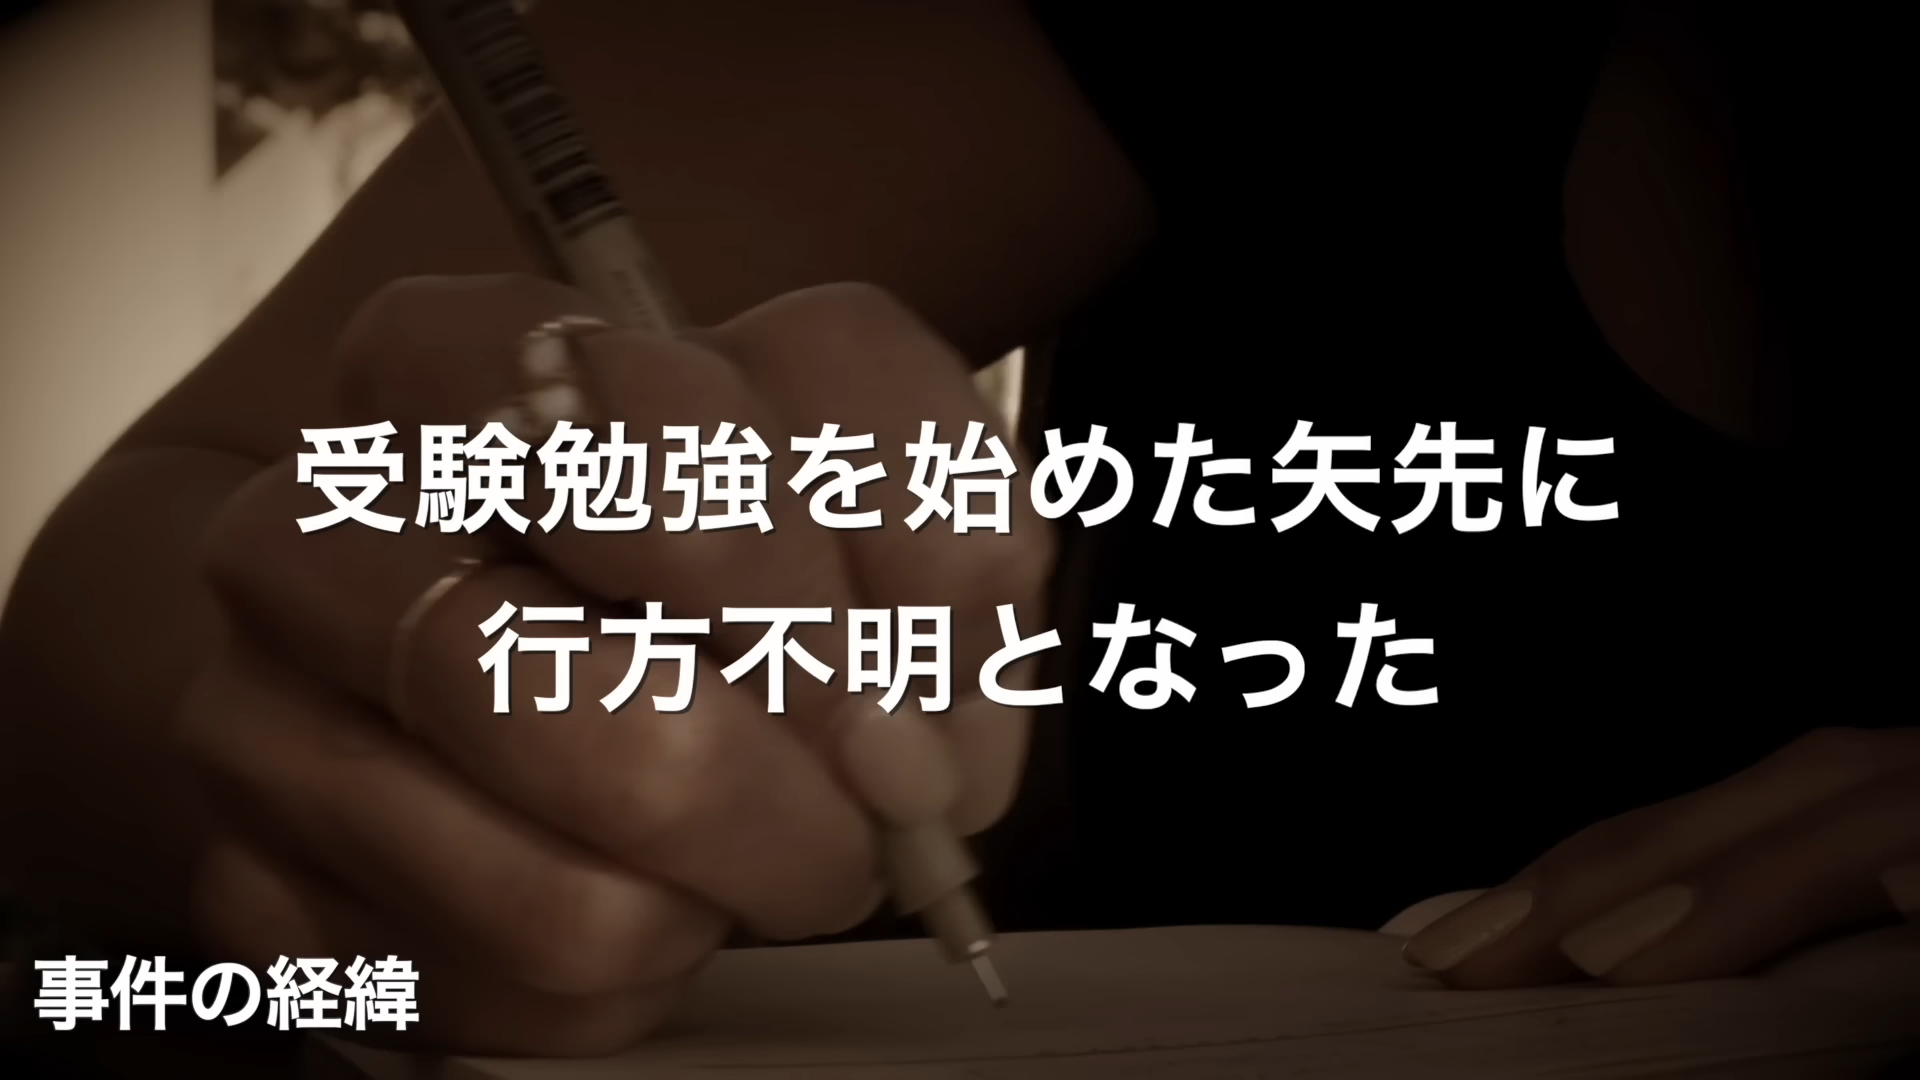 受験勉強を始めた矢先に
行方不明となった
事件の経緯